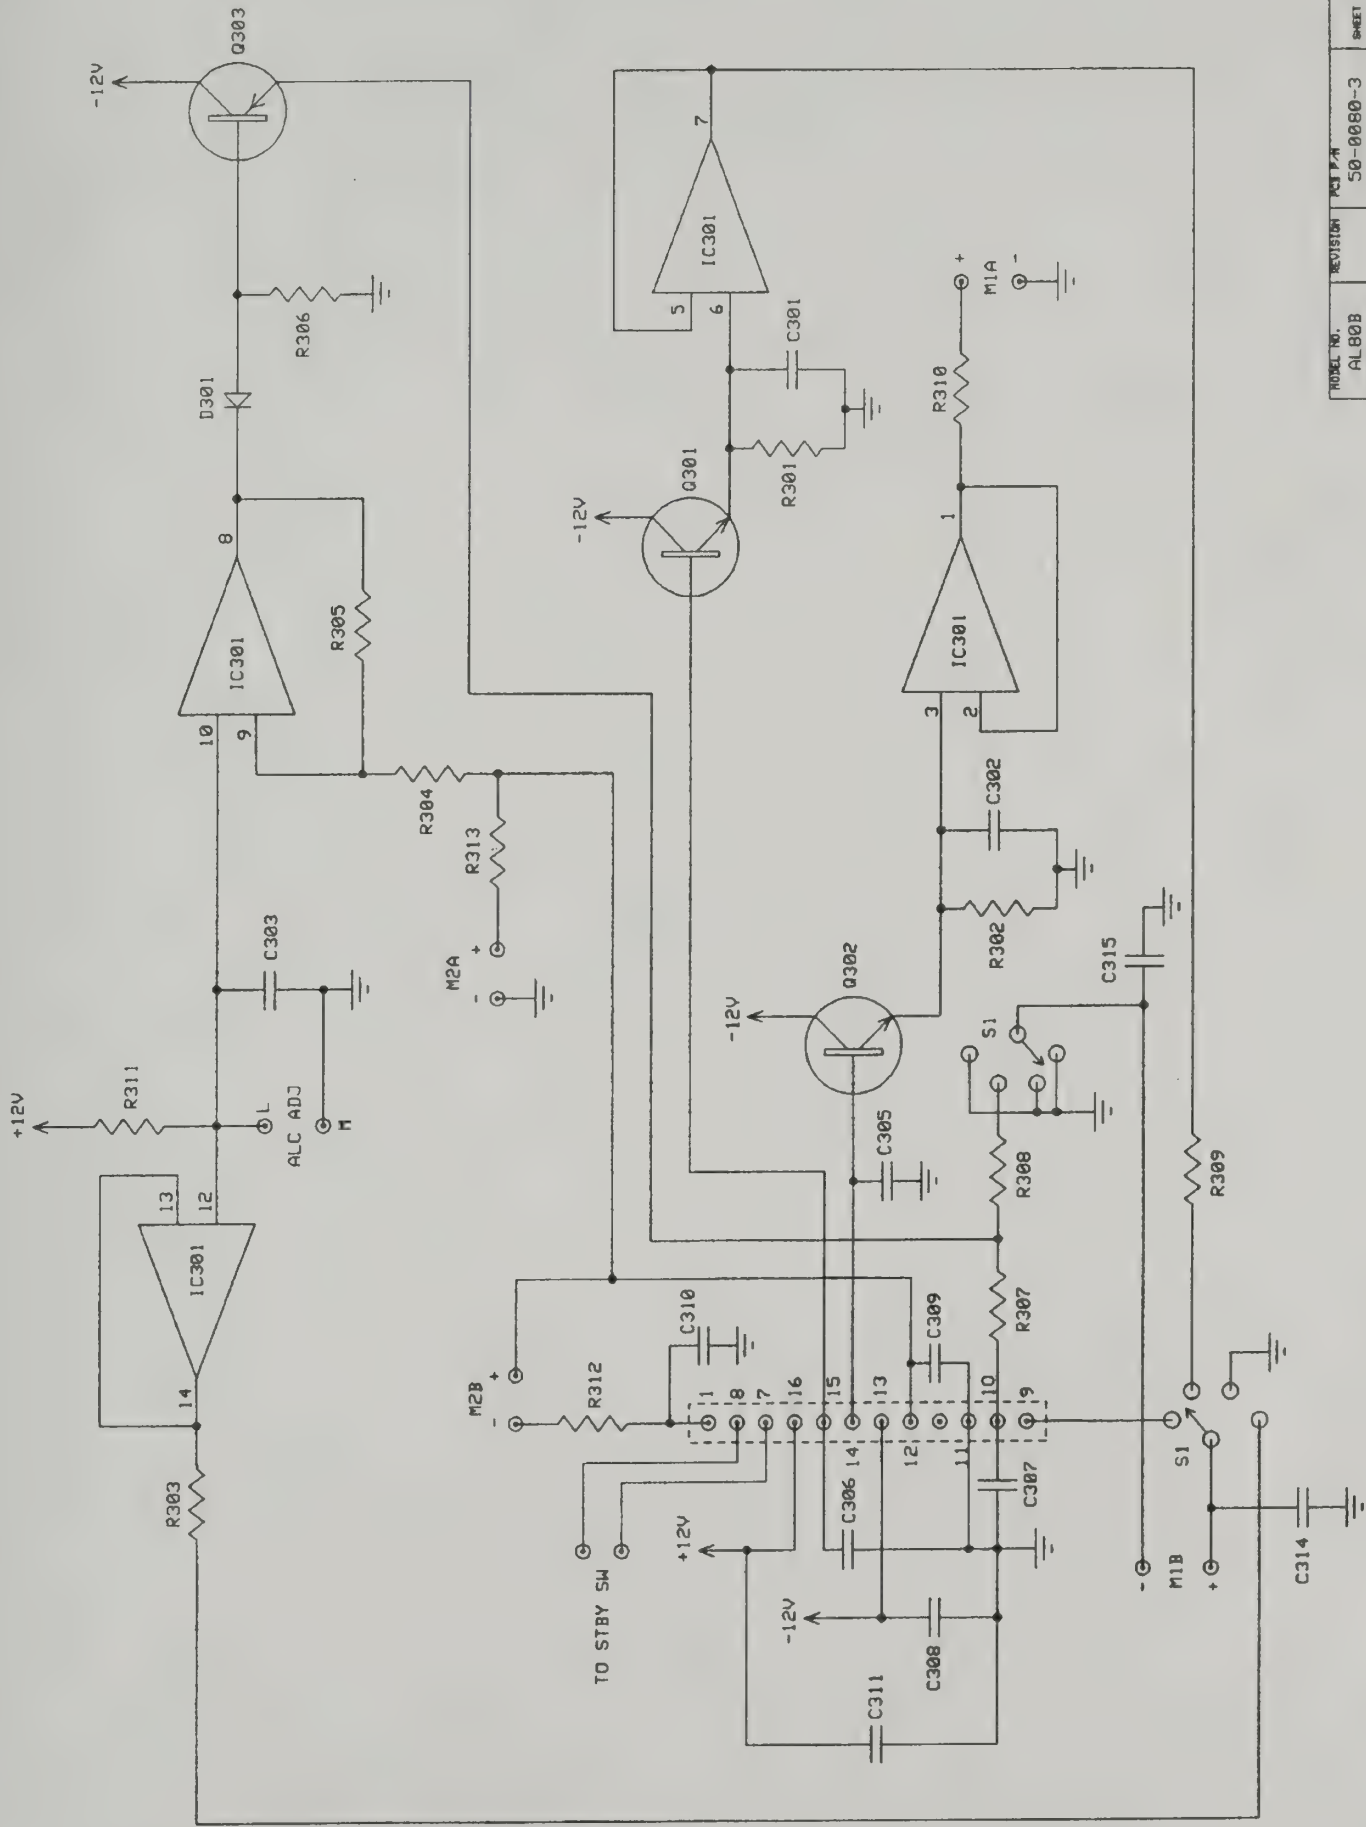 -12V
Q303
+12V
R311
D301
R306
8
IC301
10
9
R305
C303
L
ALC ADJ
M
13
12
IC301
14
R303
R304
R313
M2A
+
-
-12V
Q301
7
IC301
5
6
C301
R301
M1A
+
-
R310
1
IC301
3
2
C302
R302
-12V
Q302
C305
S1
C315
R308
R309
R307
M2B
+
-
R312
C310
1
8
7
16
15
14
13
12
11
10
9
C309
TO STBY SW
+12V
C306
C307
-12V
C308
C311
S1
-
M1B
+
C314
MODEL NO.
AL80B
REVISION
PCB P/N
50-0080-3
SHEET